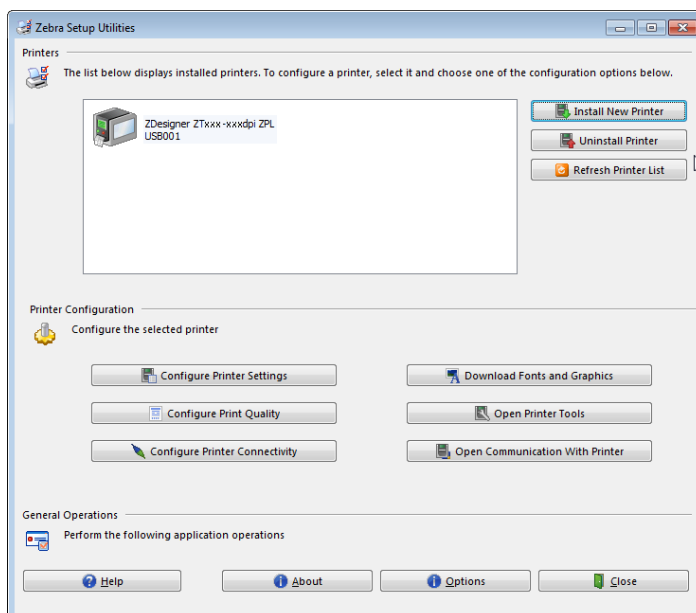 Zebra Setup Utilities
Printers
The list below displays installed printers. To configure a printer, select it and choose one of the configuration options below.
ZDesigner ZTxxx-xxxdpi ZPL
USB001
Install New Printer
Uninstall Printer
Refresh Printer List
Printer Configuration
Configure the selected printer
Configure Printer Settings
Download Fonts and Graphics
Configure Print Quality
Open Printer Tools
Configure Printer Connectivity
Open Communication With Printer
General Operations
Perform the following application operations
Help
About
Options
Close